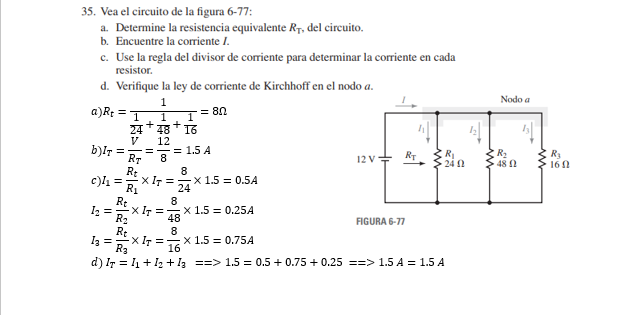 35. Vea el circuito de la figura 6-77:
a. Determine la resistencia equivalente R_T, del circuito.
b. Encuentre la corriente I.
c. Use la regla del divisor de corriente para determinar la corriente en cada
resistor.
d. Verifique la ley de corriente de Kirchhoff en el nodo a.
a)R_t = 1 / (1/24 + 1/48 + 1/16) = 8Ω
b)I_T = V/R_T = 12/8 = 1.5 A
c)I_1 = R_t/R_1 × I_T = 8/24 × 1.5 = 0.5A
I_2 = R_t/R_2 × I_T = 8/48 × 1.5 = 0.25A
I_3 = R_t/R_3 × I_T = 8/16 × 1.5 = 0.75A
d) I_T = I_1 + I_2 + I_3 ==> 1.5 = 0.5 + 0.75 + 0.25 ==> 1.5 A = 1.5 A
I
Nodo a
I_1 I_2 I_3
12 V R_T R_1 R_2 R_3
24 Ω 48 Ω 16 Ω
FIGURA 6-77